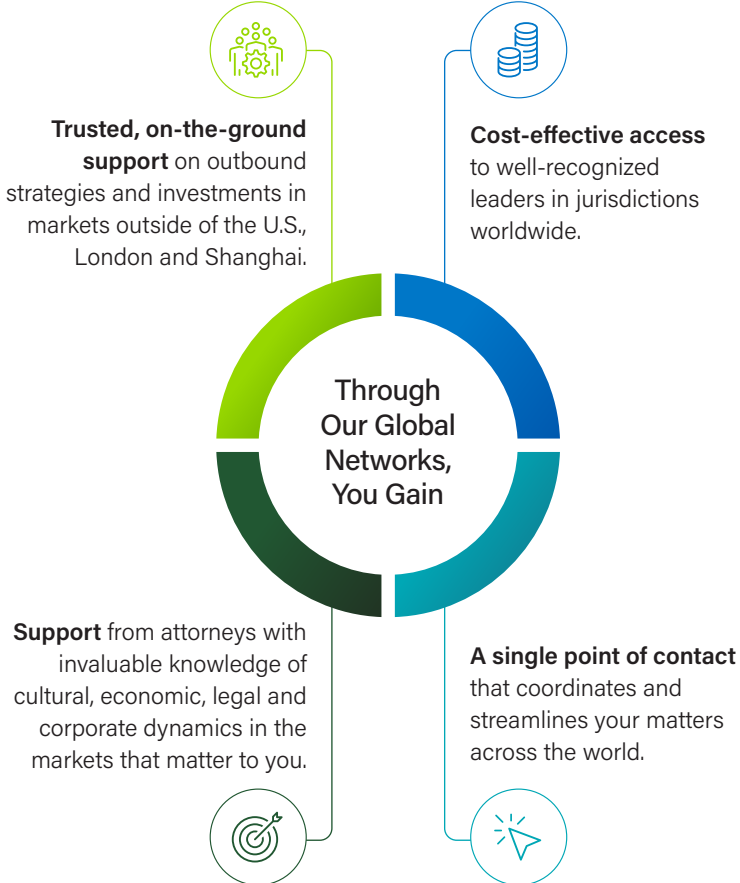 Trusted, on-the-ground
support on outbound
strategies and investments in
markets outside of the U.S.,
London and Shanghai.
Cost-effective access
to well-recognized
leaders in jurisdictions
worldwide.
Through
Our Global
Networks,
You Gain
Support from attorneys with
invaluable knowledge of
cultural, economic, legal and
corporate dynamics in the
markets that matter to you.
A single point of contact
that coordinates and
streamlines your matters
across the world.